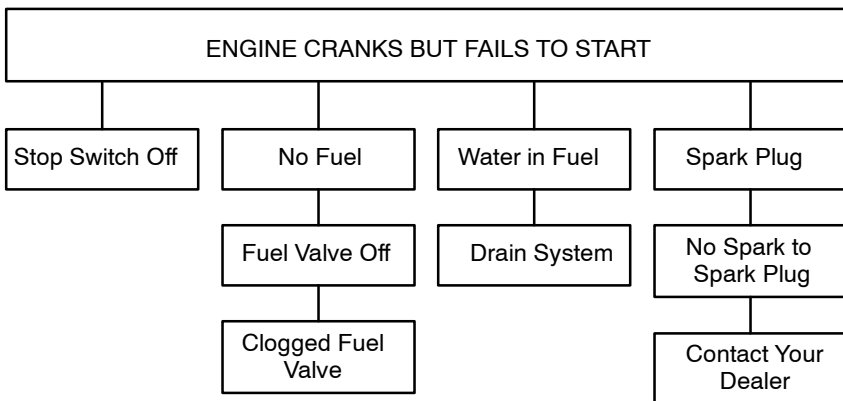 ENGINE CRANKS BUT FAILS TO START
Stop Switch Off
No Fuel
Water in Fuel
Spark Plug
Fuel Valve Off
Drain System
No Spark to
Spark Plug
Clogged Fuel
Valve
Contact Your
Dealer